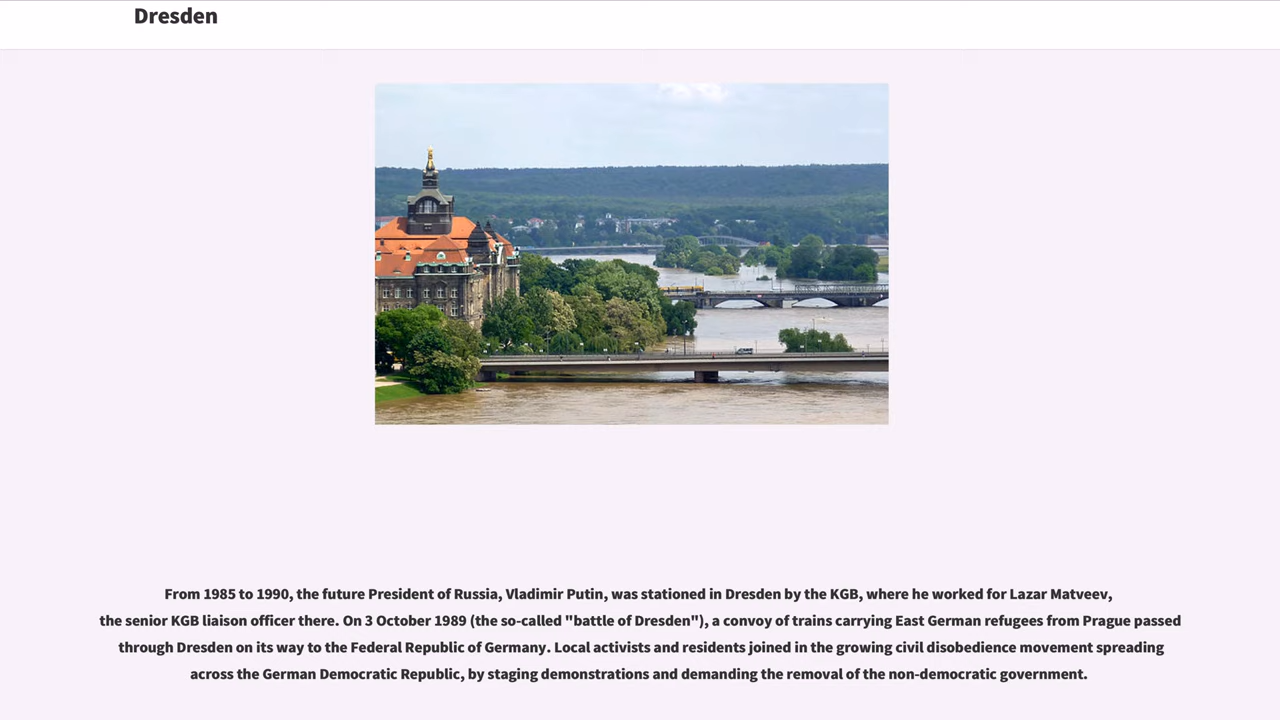 Dresden
From 1985 to 1990, the future President of Russia, Vladimir Putin, was stationed in Dresden by the KGB, where he worked for Lazar Matveev,
the senior KGB liaison officer there. On 3 October 1989 (the so-called "battle of Dresden"), a convoy of trains carrying East German refugees from Prague passed
through Dresden on its way to the Federal Republic of Germany. Local activists and residents joined in the growing civil disobedience movement spreading
across the German Democratic Republic, by staging demonstrations and demanding the removal of the non-democratic government.